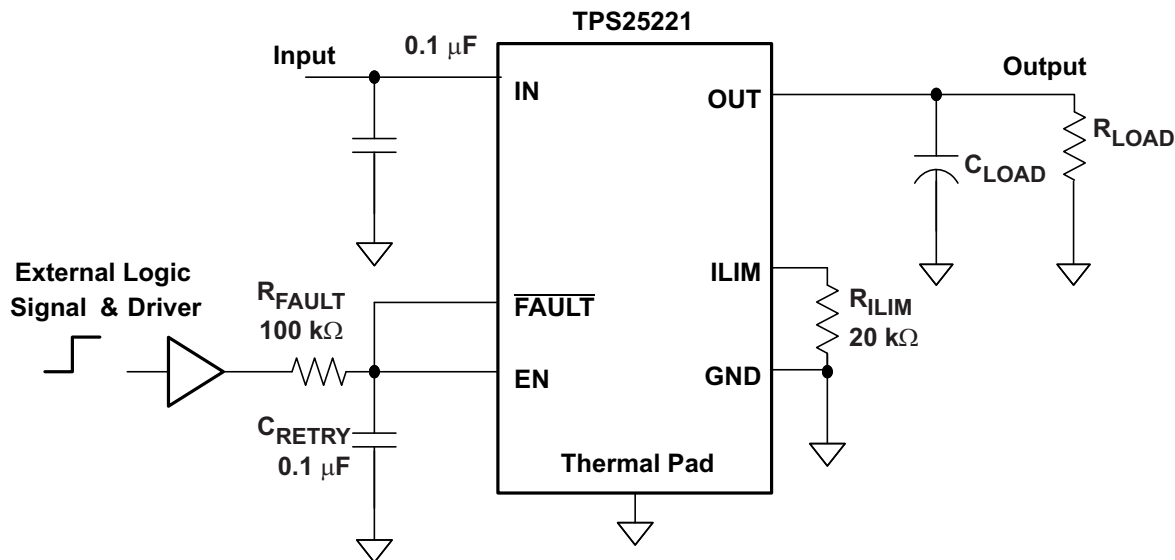 TPS25221
Input
0.1 μF
IN
OUT
Output
R_LOAD
C_LOAD
External Logic
Signal & Driver
R_FAULT
100 kΩ
FAULT
EN
ILIM
R_ILIM
20 kΩ
GND
C_RETRY
0.1 μF
Thermal Pad